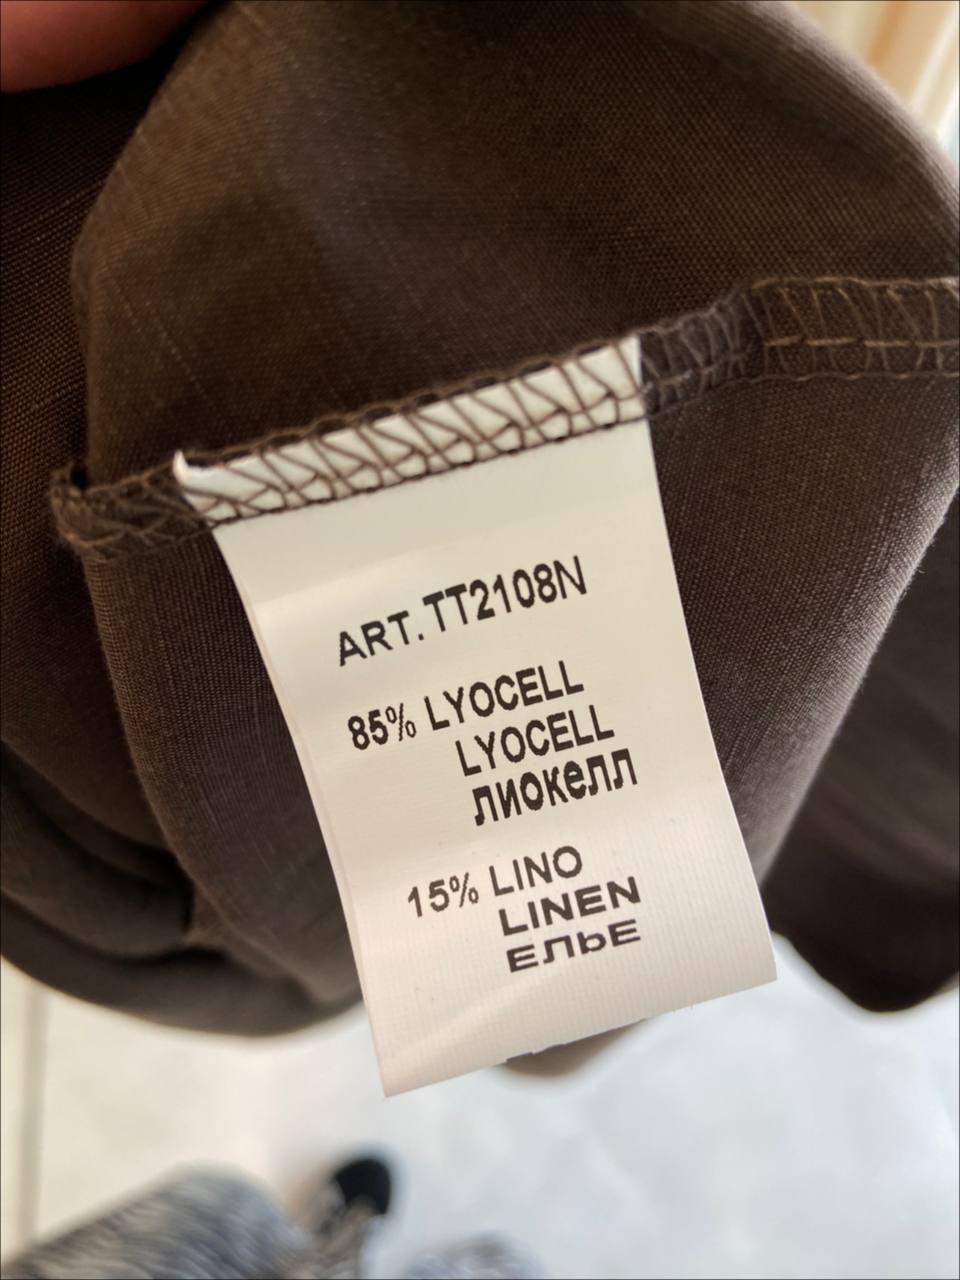 ART. TT2108N
85% LYOCELL
LYOCELL
лиокелл
15% LINO
LINEN
ЕЛЬЕ